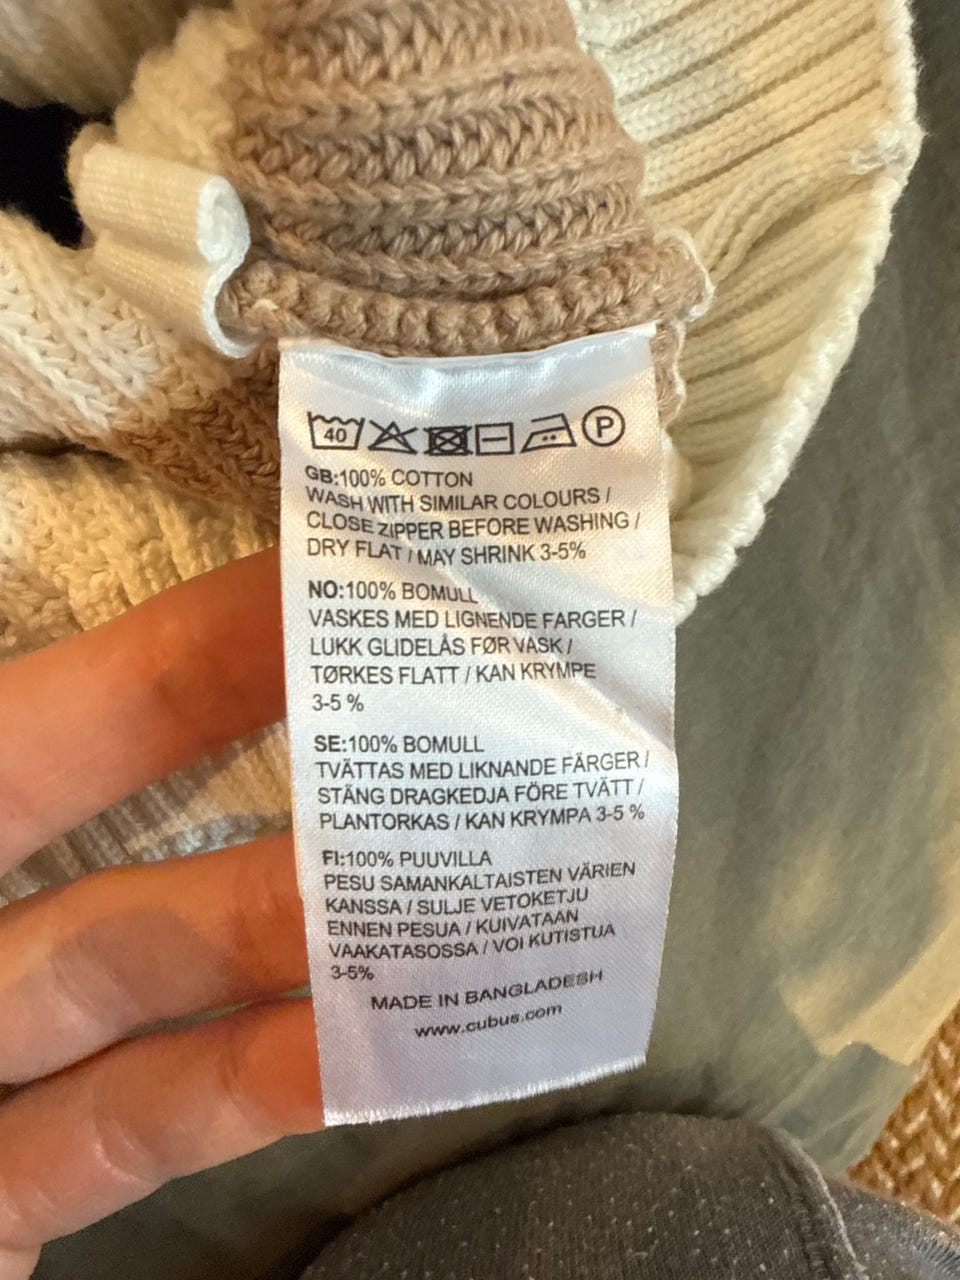 40 P
GB:100% COTTON
WASH WITH SIMILAR COLOURS /
CLOSE ZIPPER BEFORE WASHING /
DRY FLAT / MAY SHRINK 3-5%
NO:100% BOMULL
VASKES MED LIGNENDE FARGER /
LUKK GLIDELÅS FØR VASK /
TØRKES FLATT / KAN KRYMPE
3-5 %
SE:100% BOMULL
TVÄTTAS MED LIKNANDE FÄRGER /
STÄNG DRAGKEDJA FÖRE TVÄTT /
PLANTORKAS / KAN KRYMPA 3-5 %
FI:100% PUUVILLA
PESU SAMANKALTAISTEN VÄRIEN
KANSSA / SULJE VETOKETJU
ENNEN PESUA / KUIVATAAN
VAAKATASOSSA / VOI KUTISTUA
3-5%
MADE IN BANGLADESH
www.cubus.com